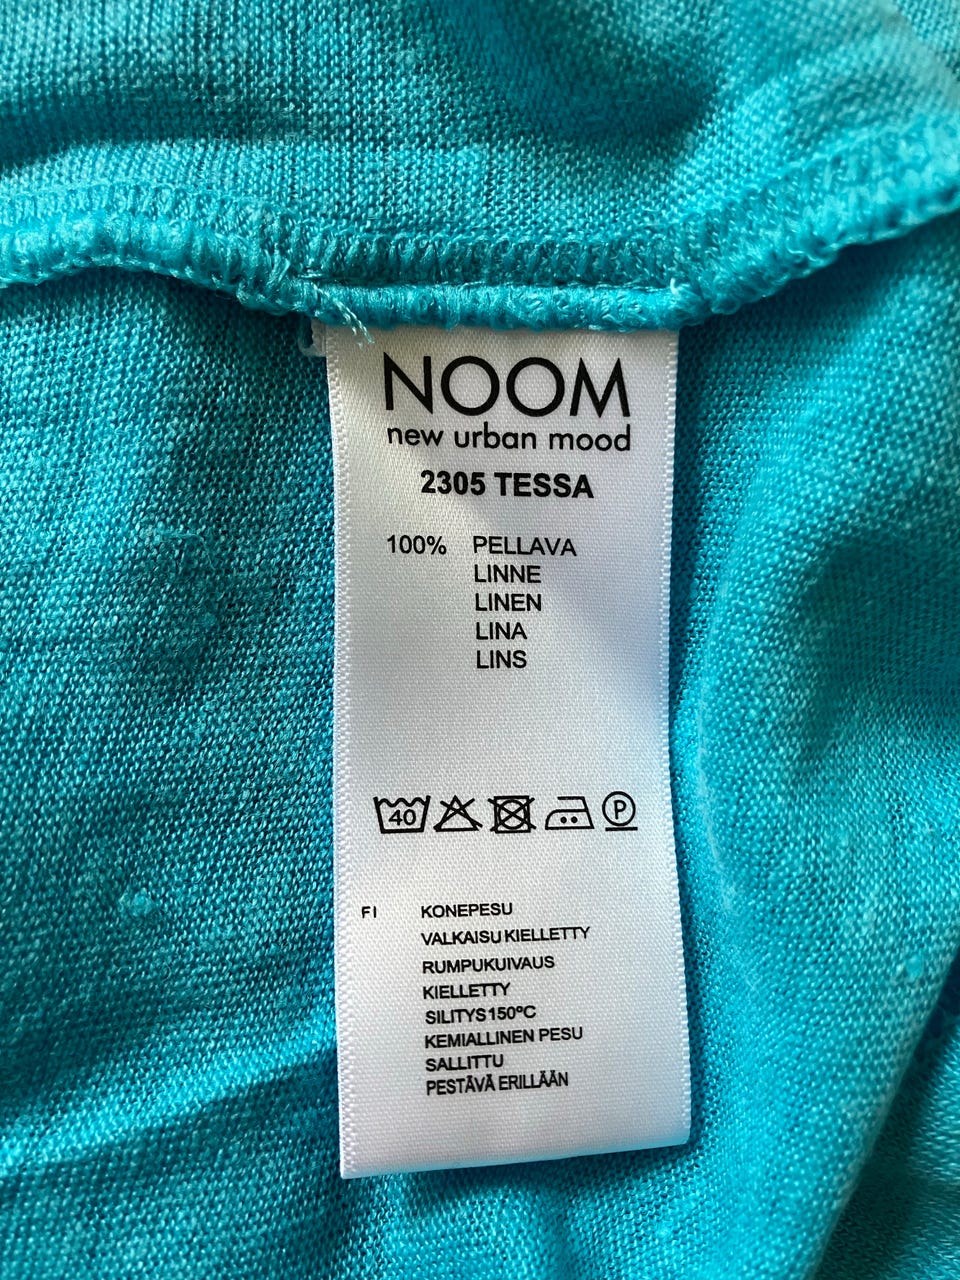 NOOM
new urban mood
2305 TESSA
100% PELLAVA
LINNE
LINEN
LINA
LINS
40 P
FI KONEPESU
VALKAISU KIELLETTY
RUMPUKUIVAUS
KIELLETTY
SILITYS 150°C
KEMIALLINEN PESU
SALLITTU
PESTÄVÄ ERILLÄÄN